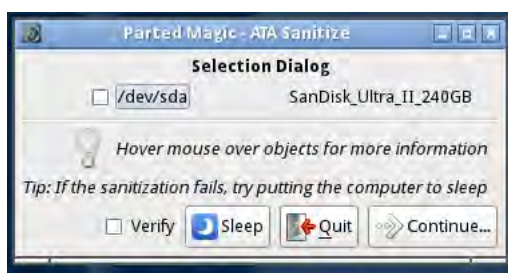 Parted Magic - ATA Sanitize
Selection Dialog
/dev/sda SanDisk_Ultra_II_240GB
Hover mouse over objects for more information
Tip: If the sanitization fails, try putting the computer to sleep
Verify Sleep Quit Continue...